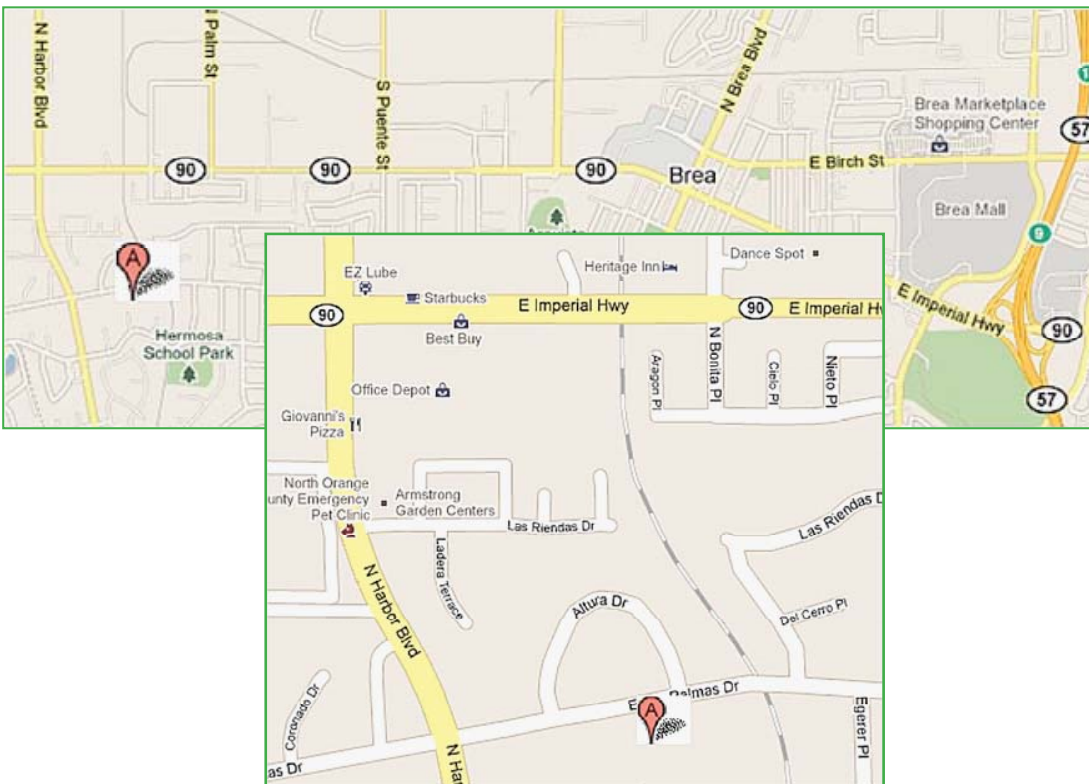 N Harbor Blvd
N Palm St
S Puente St
N Brea Blvd
Brea Marketplace
Shopping Center
57
90
90
90
Brea
E Birch St
Brea Mall
9
A
E Imperial Hwy
90
Hermosa
School Park
57
EZ Lube
Heritage Inn
Dance Spot
90
Starbucks
E Imperial Hwy
90
E Imperial
Best Buy
N Bonita Pl
Aragon Pl
Cielo Pl
Nieto Pl
Office Depot
Giovanni's
Pizza
North Orange
unty Emergency
Pet Clinic
Armstrong
Garden Centers
Las Riendas Dr
Las Riendas D
Ladera Terrace
N Harbor Blvd
Altura Dr
Del Cerro Pl
E
Palmas Dr
A
Coronado Dr
Egerer Pl
as Dr
N Ha